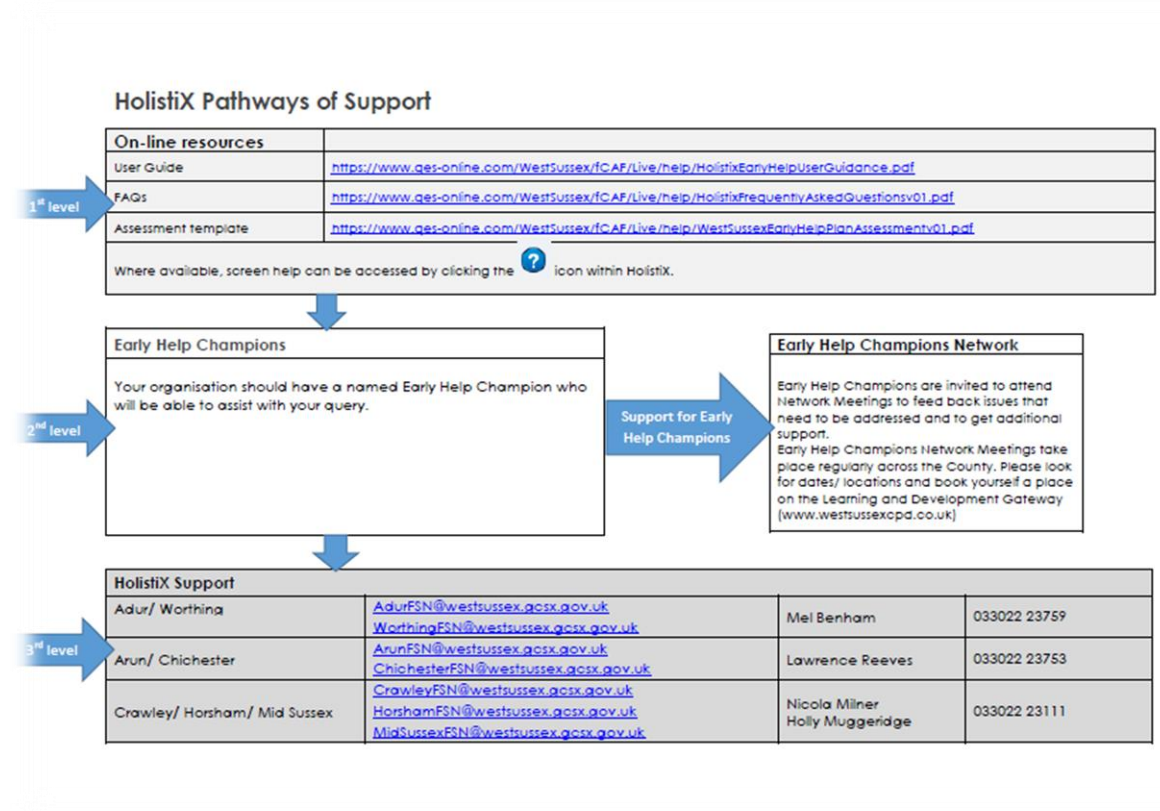 HolistiX Pathways of Support
On-line resources
User Guide https://www.qes-online.com/WestSussex/fCAF/Live/help/HolistixEarlyHelpUserGuidance.pdf
1st level
FAQs https://www.qes-online.com/WestSussex/fCAF/Live/help/HolistixFrequentlyAskedQuestionsv01.pdf
Assessment template https://www.qes-online.com/WestSussex/fCAF/Live/help/WestSussexEarlyHelpPlanAssessmentv01.pdf
Where available, screen help can be accessed by clicking the ? icon within HolistiX.
Early Help Champions
Your organisation should have a named Early Help Champion who
will be able to assist with your query.
2nd level
Support for Early
Help Champions
Early Help Champions Network
Early Help Champions are invited to attend
Network Meetings to feed back issues that
need to be addressed and to get additional
support.
Early Help Champions Network Meetings take
place regularly across the County. Please look
for dates/ locations and book yourself a place
on the Learning and Development Gateway
(www.westsussexcpd.co.uk)
HolistiX Support
Adur/ Worthing AdurFSN@westsussex.gcsx.gov.uk
WorthingFSN@westsussex.gcsx.gov.uk Mel Benham 033022 23759
3rd level
Arun/ Chichester ArunFSN@westsussex.gcsx.gov.uk
ChichesterFSN@westsussex.gcsx.gov.uk Lawrence Reeves 033022 23753
Crawley/ Horsham/ Mid Sussex CrawleyFSN@westsussex.gcsx.gov.uk
HorshamFSN@westsussex.gcsx.gov.uk
MidSussexFSN@westsussex.gcsx.gov.uk
Nicola Milner
Holly Muggeridge 033022 23111